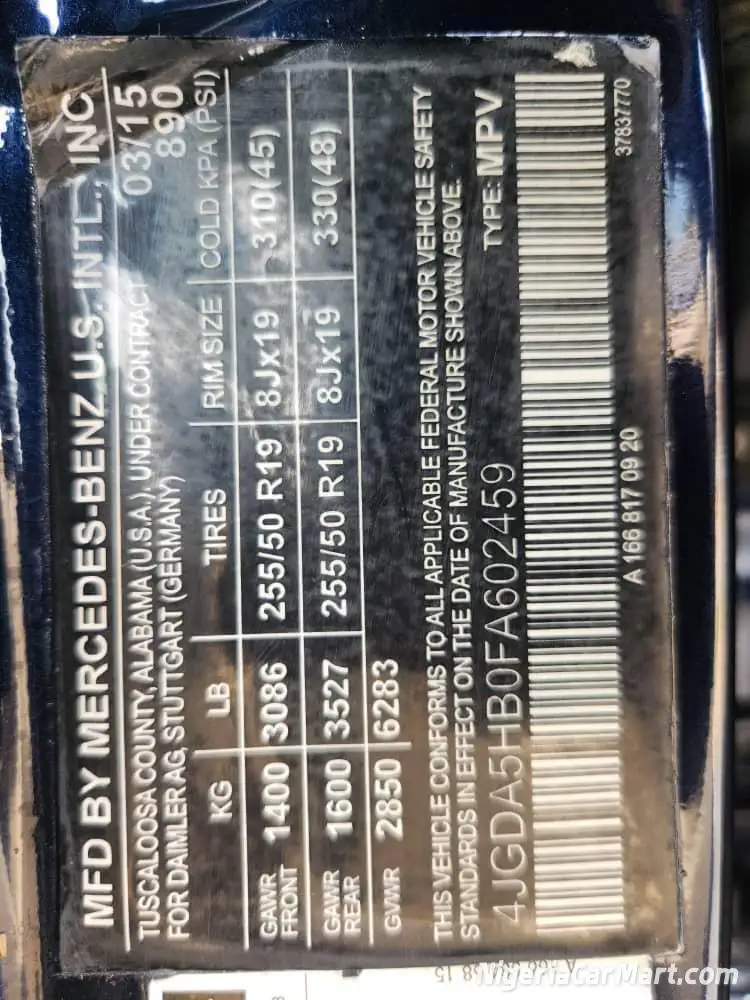 MFD BY MERCEDES-BENZ U.S. INTL., INC
TUSCALOOSA COUNTY, ALABAMA (U.S.A.), UNDER CONTRACT 03/15
FOR DAIMLER AG, STUTTGART (GERMANY) 890
KG LB TIRES RIM SIZE COLD KPA (PSI)
GAWR
FRONT 1400 3086 255/50 R19 8Jx19 310(45)
GAWR
REAR 1600 3527 255/50 R19 8Jx19 330(48)
GVWR 2850 6283
THIS VEHICLE CONFORMS TO ALL APPLICABLE FEDERAL MOTOR VEHICLE SAFETY
STANDARDS IN EFFECT ON THE DATE OF MANUFACTURE SHOWN ABOVE.
4JGDA5HB0FA602459 TYPE: MPV
A 166 817 09 20 37837770
NigeriaCarMart.com